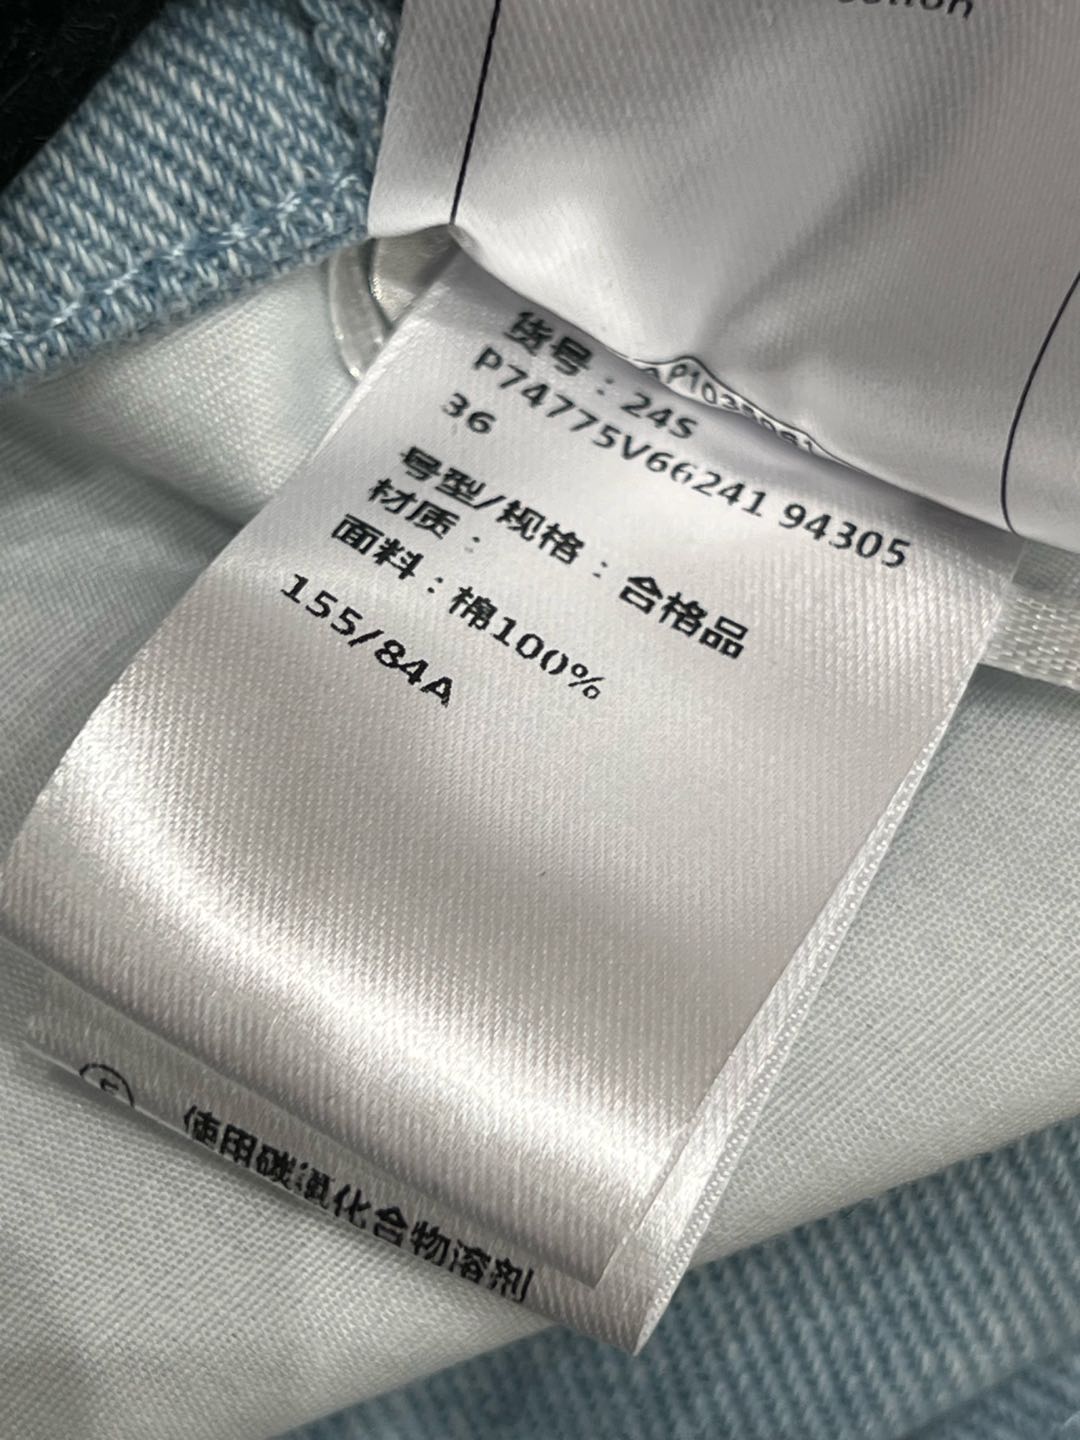 货号：24S
P74775V66241 94305
36
号型/规格：合格品
材质：
面料：棉100%
155/84A
使用碳氢化合物溶剂